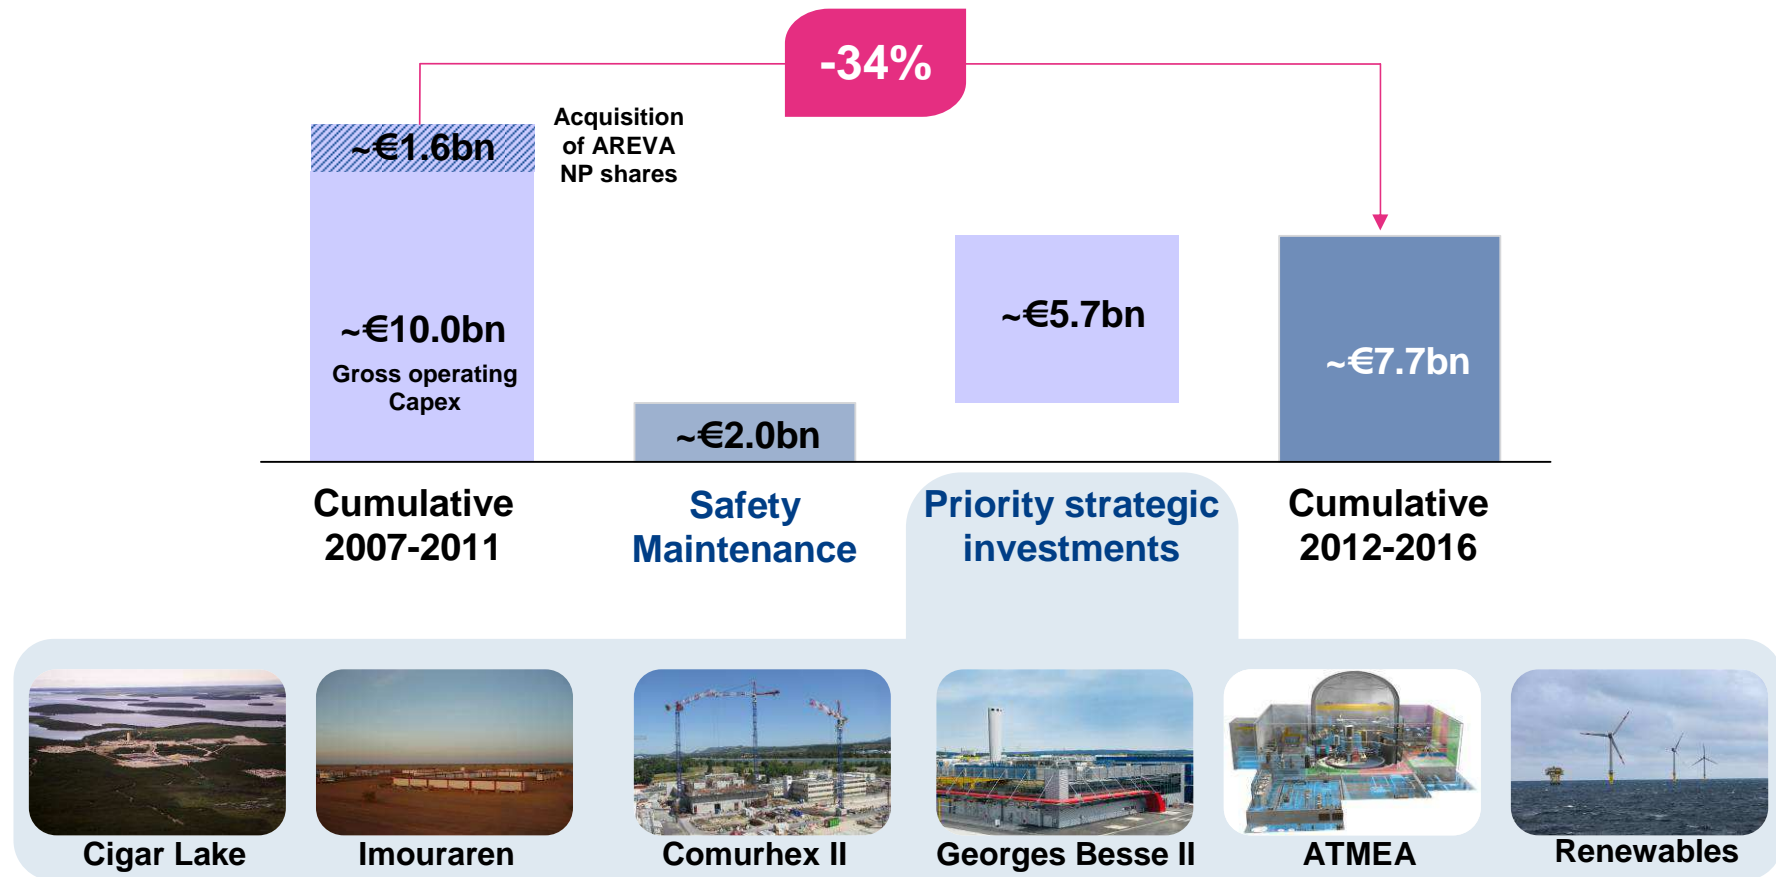 -34%
~€1.6bn
Acquisition
of AREVA
NP shares
~€10.0bn
Gross operating
Capex
~€2.0bn
~€5.7bn
~€7.7bn
Cumulative
2007-2011
Safety
Maintenance
Priority strategic
investments
Cumulative
2012-2016
Cigar Lake
Imouraren
Comurhex II
Georges Besse II
ATMEA
Renewables